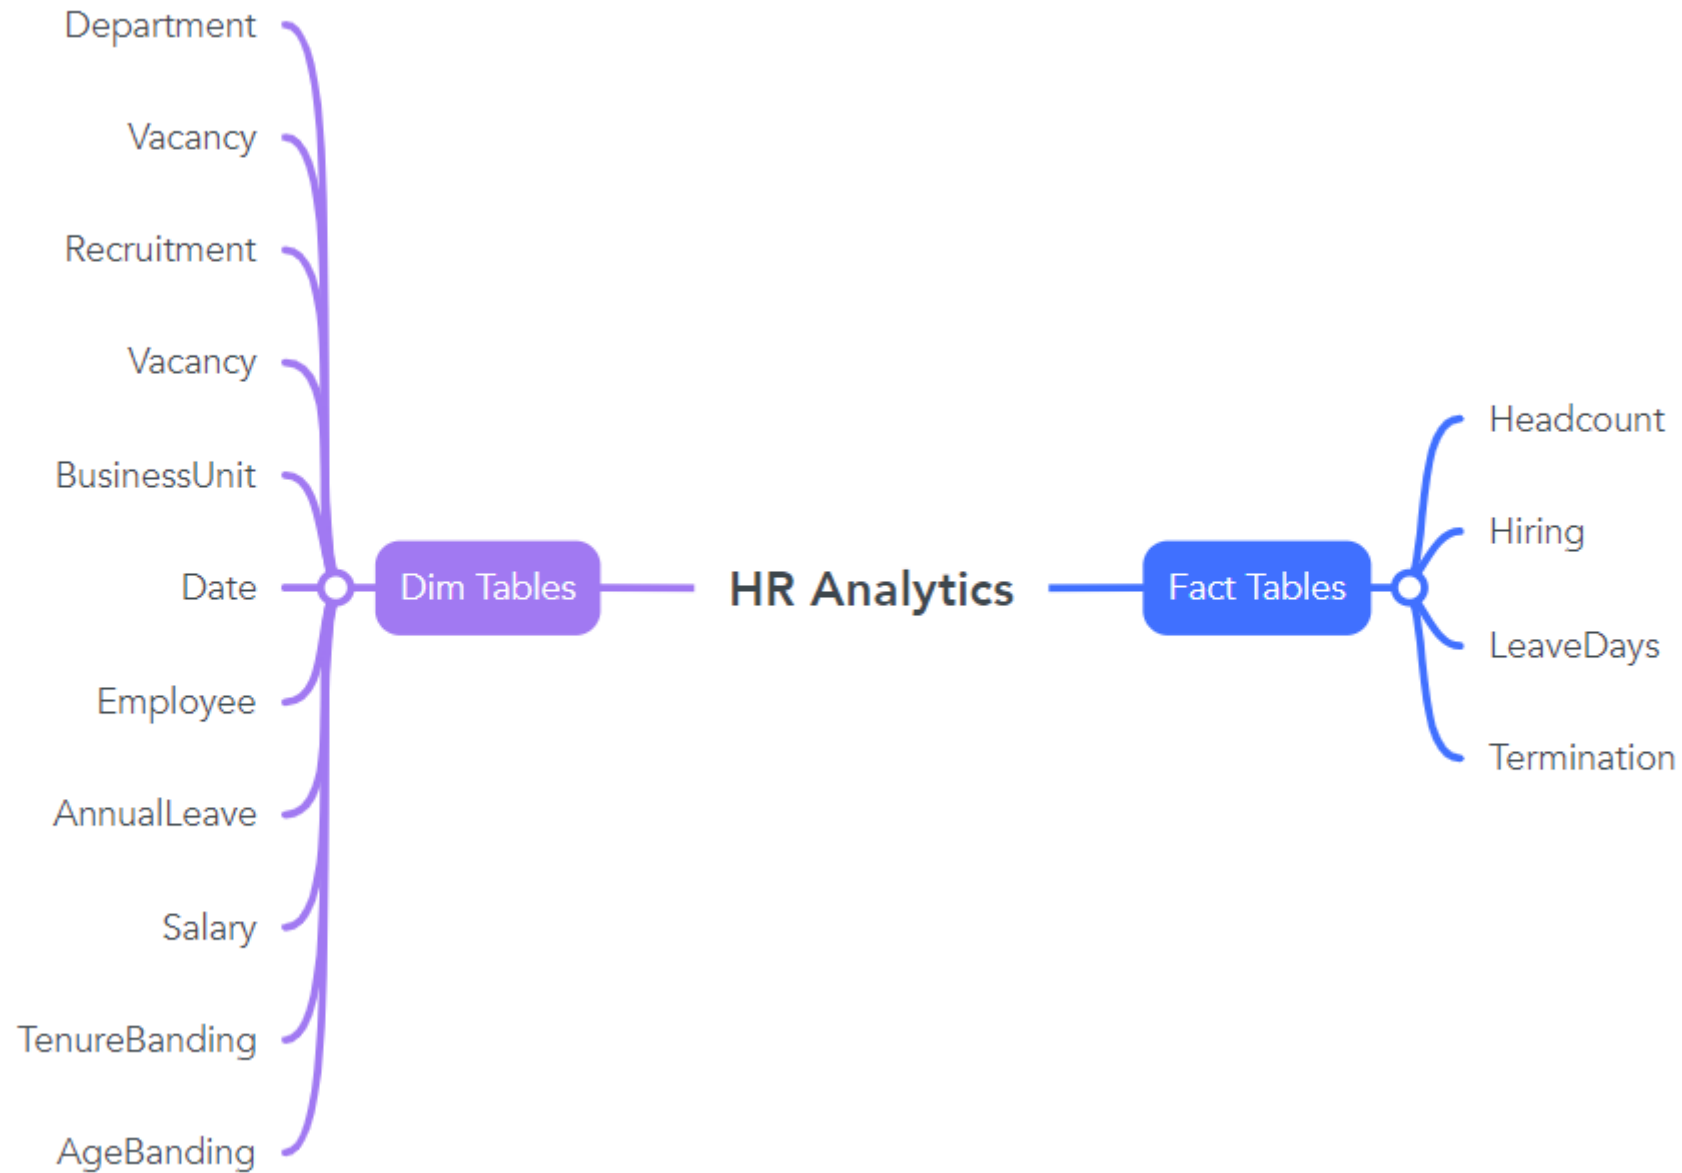 Department
Vacancy
Recruitment
Vacancy
BusinessUnit
Date
Employee
AnnualLeave
Salary
TenureBanding
AgeBanding
Dim Tables
HR Analytics
Fact Tables
Headcount
Hiring
LeaveDays
Termination